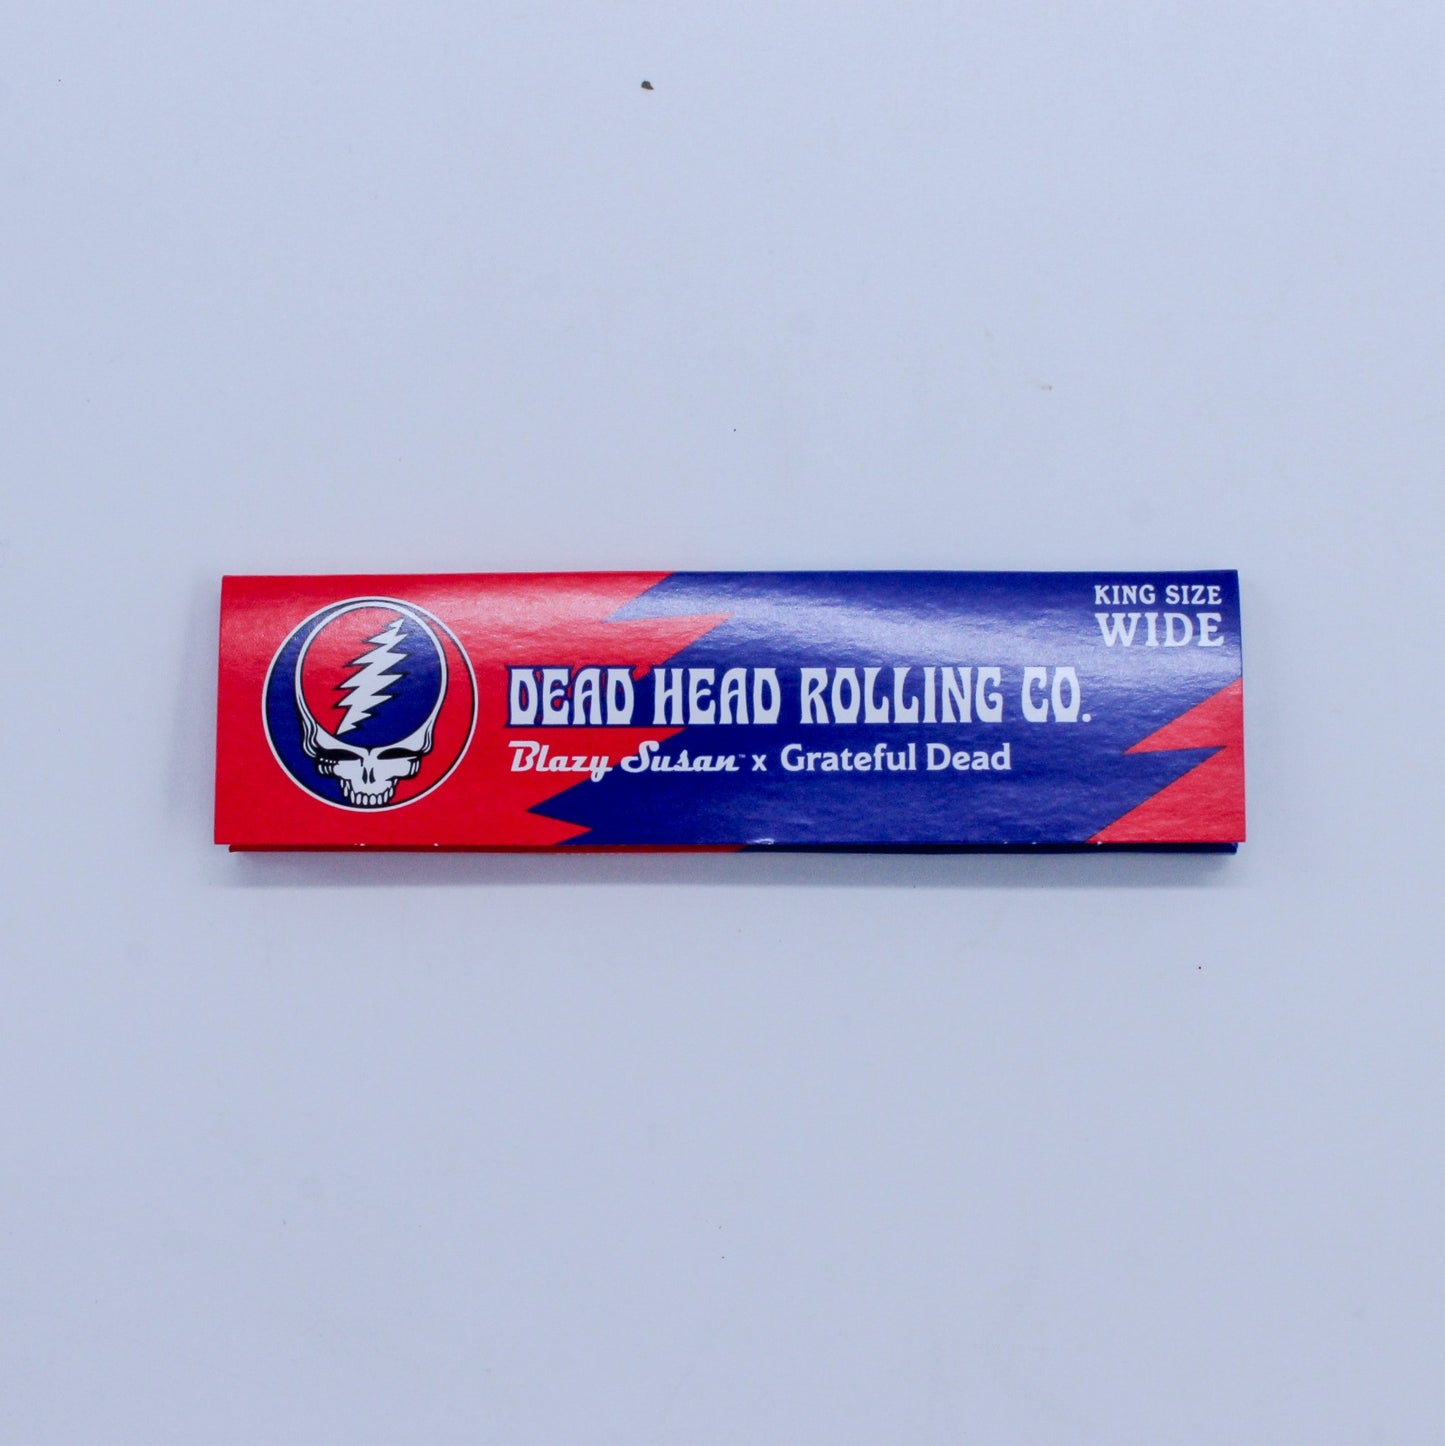 KING SIZE
WIDE
DEAD HEAD ROLLING CO.
Blazy Susan™ x Grateful Dead